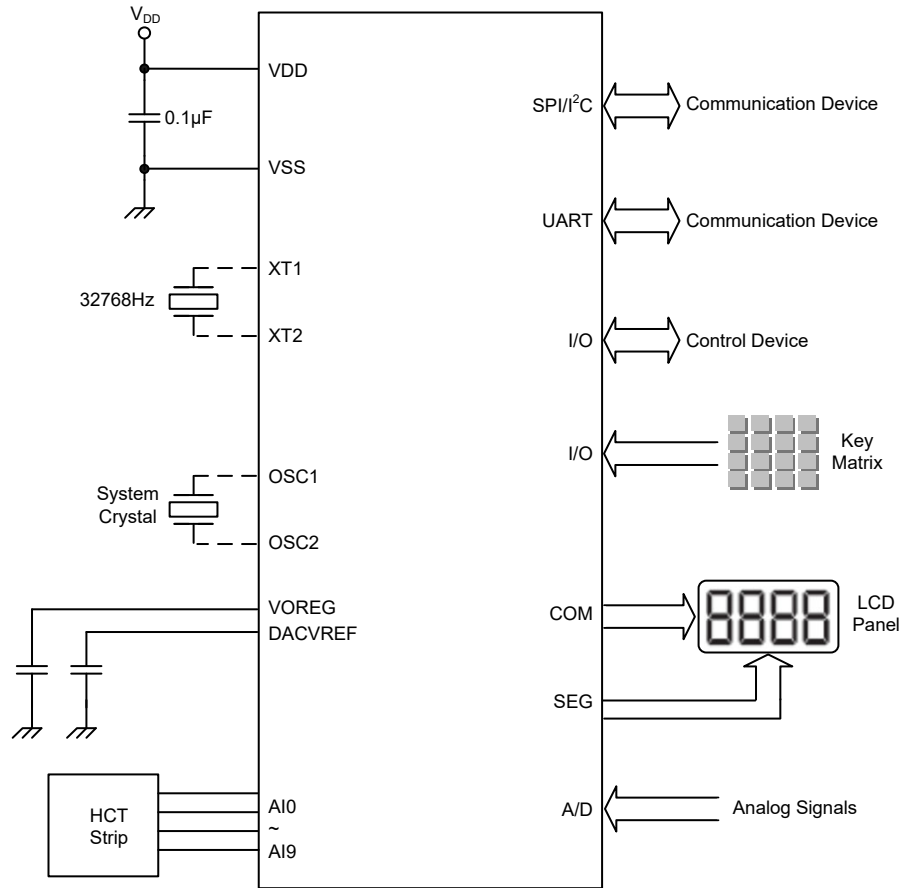 VDD
VDD
0.1µF
VSS
XT1
32768Hz
XT2
OSC1
System
Crystal
OSC2
VOREG
DACVREF
HCT
Strip
AI0
~
AI9
SPI/I²C
Communication Device
UART
Communication Device
I/O
Control Device
I/O
Key
Matrix
COM
8888
LCD
Panel
SEG
A/D
Analog Signals